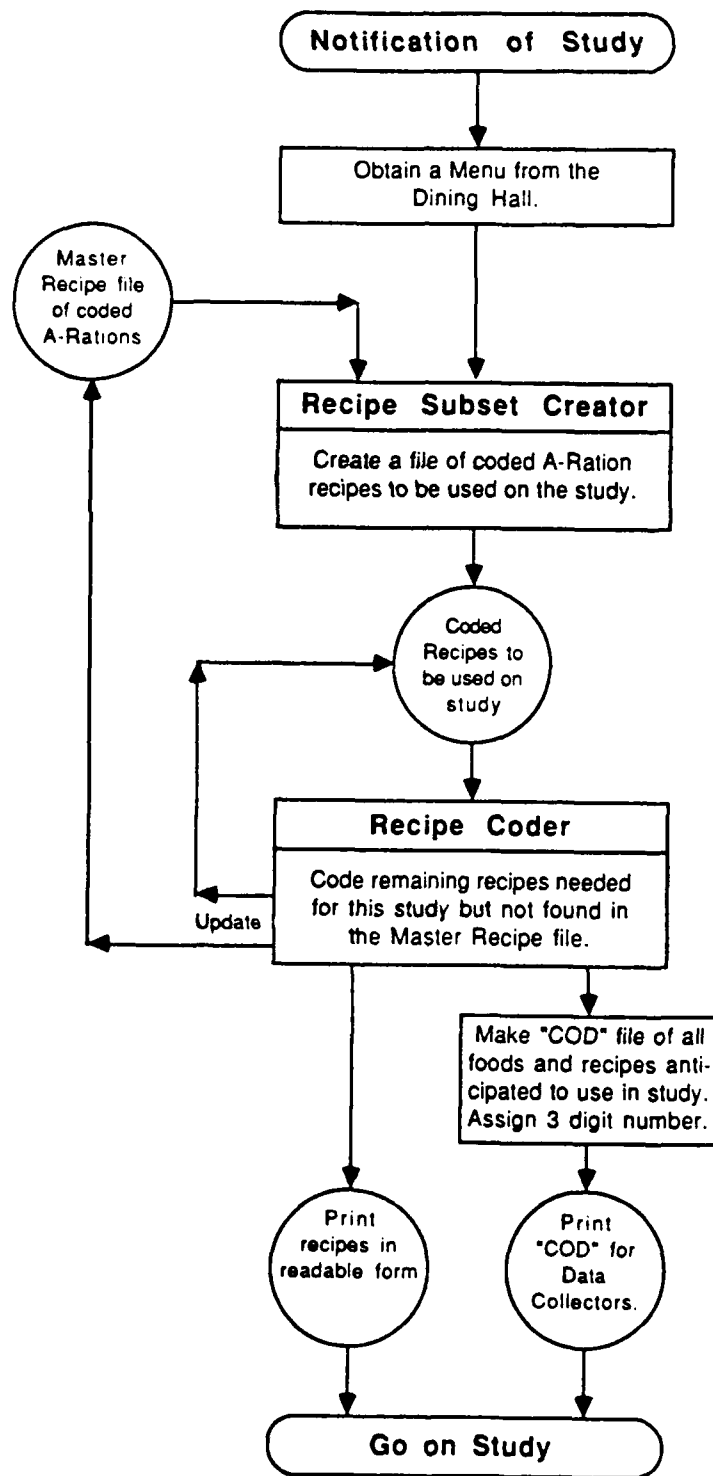 Notification of Study
Obtain a Menu from the
Dining Hall.
Master
Recipe file
of coded
A-Rations
Recipe Subset Creator
Create a file of coded A-Ration
recipes to be used on the study.
Coded
Recipes to
be used on
study
Recipe Coder
Code remaining recipes needed
for this study but not found in
the Master Recipe file.
Update
Make "COD" file of all
foods and recipes anti-
cipated to use in study.
Assign 3 digit number.
Print
recipes in
readable form
Print
"COD" for
Data
Collectors.
Go on Study